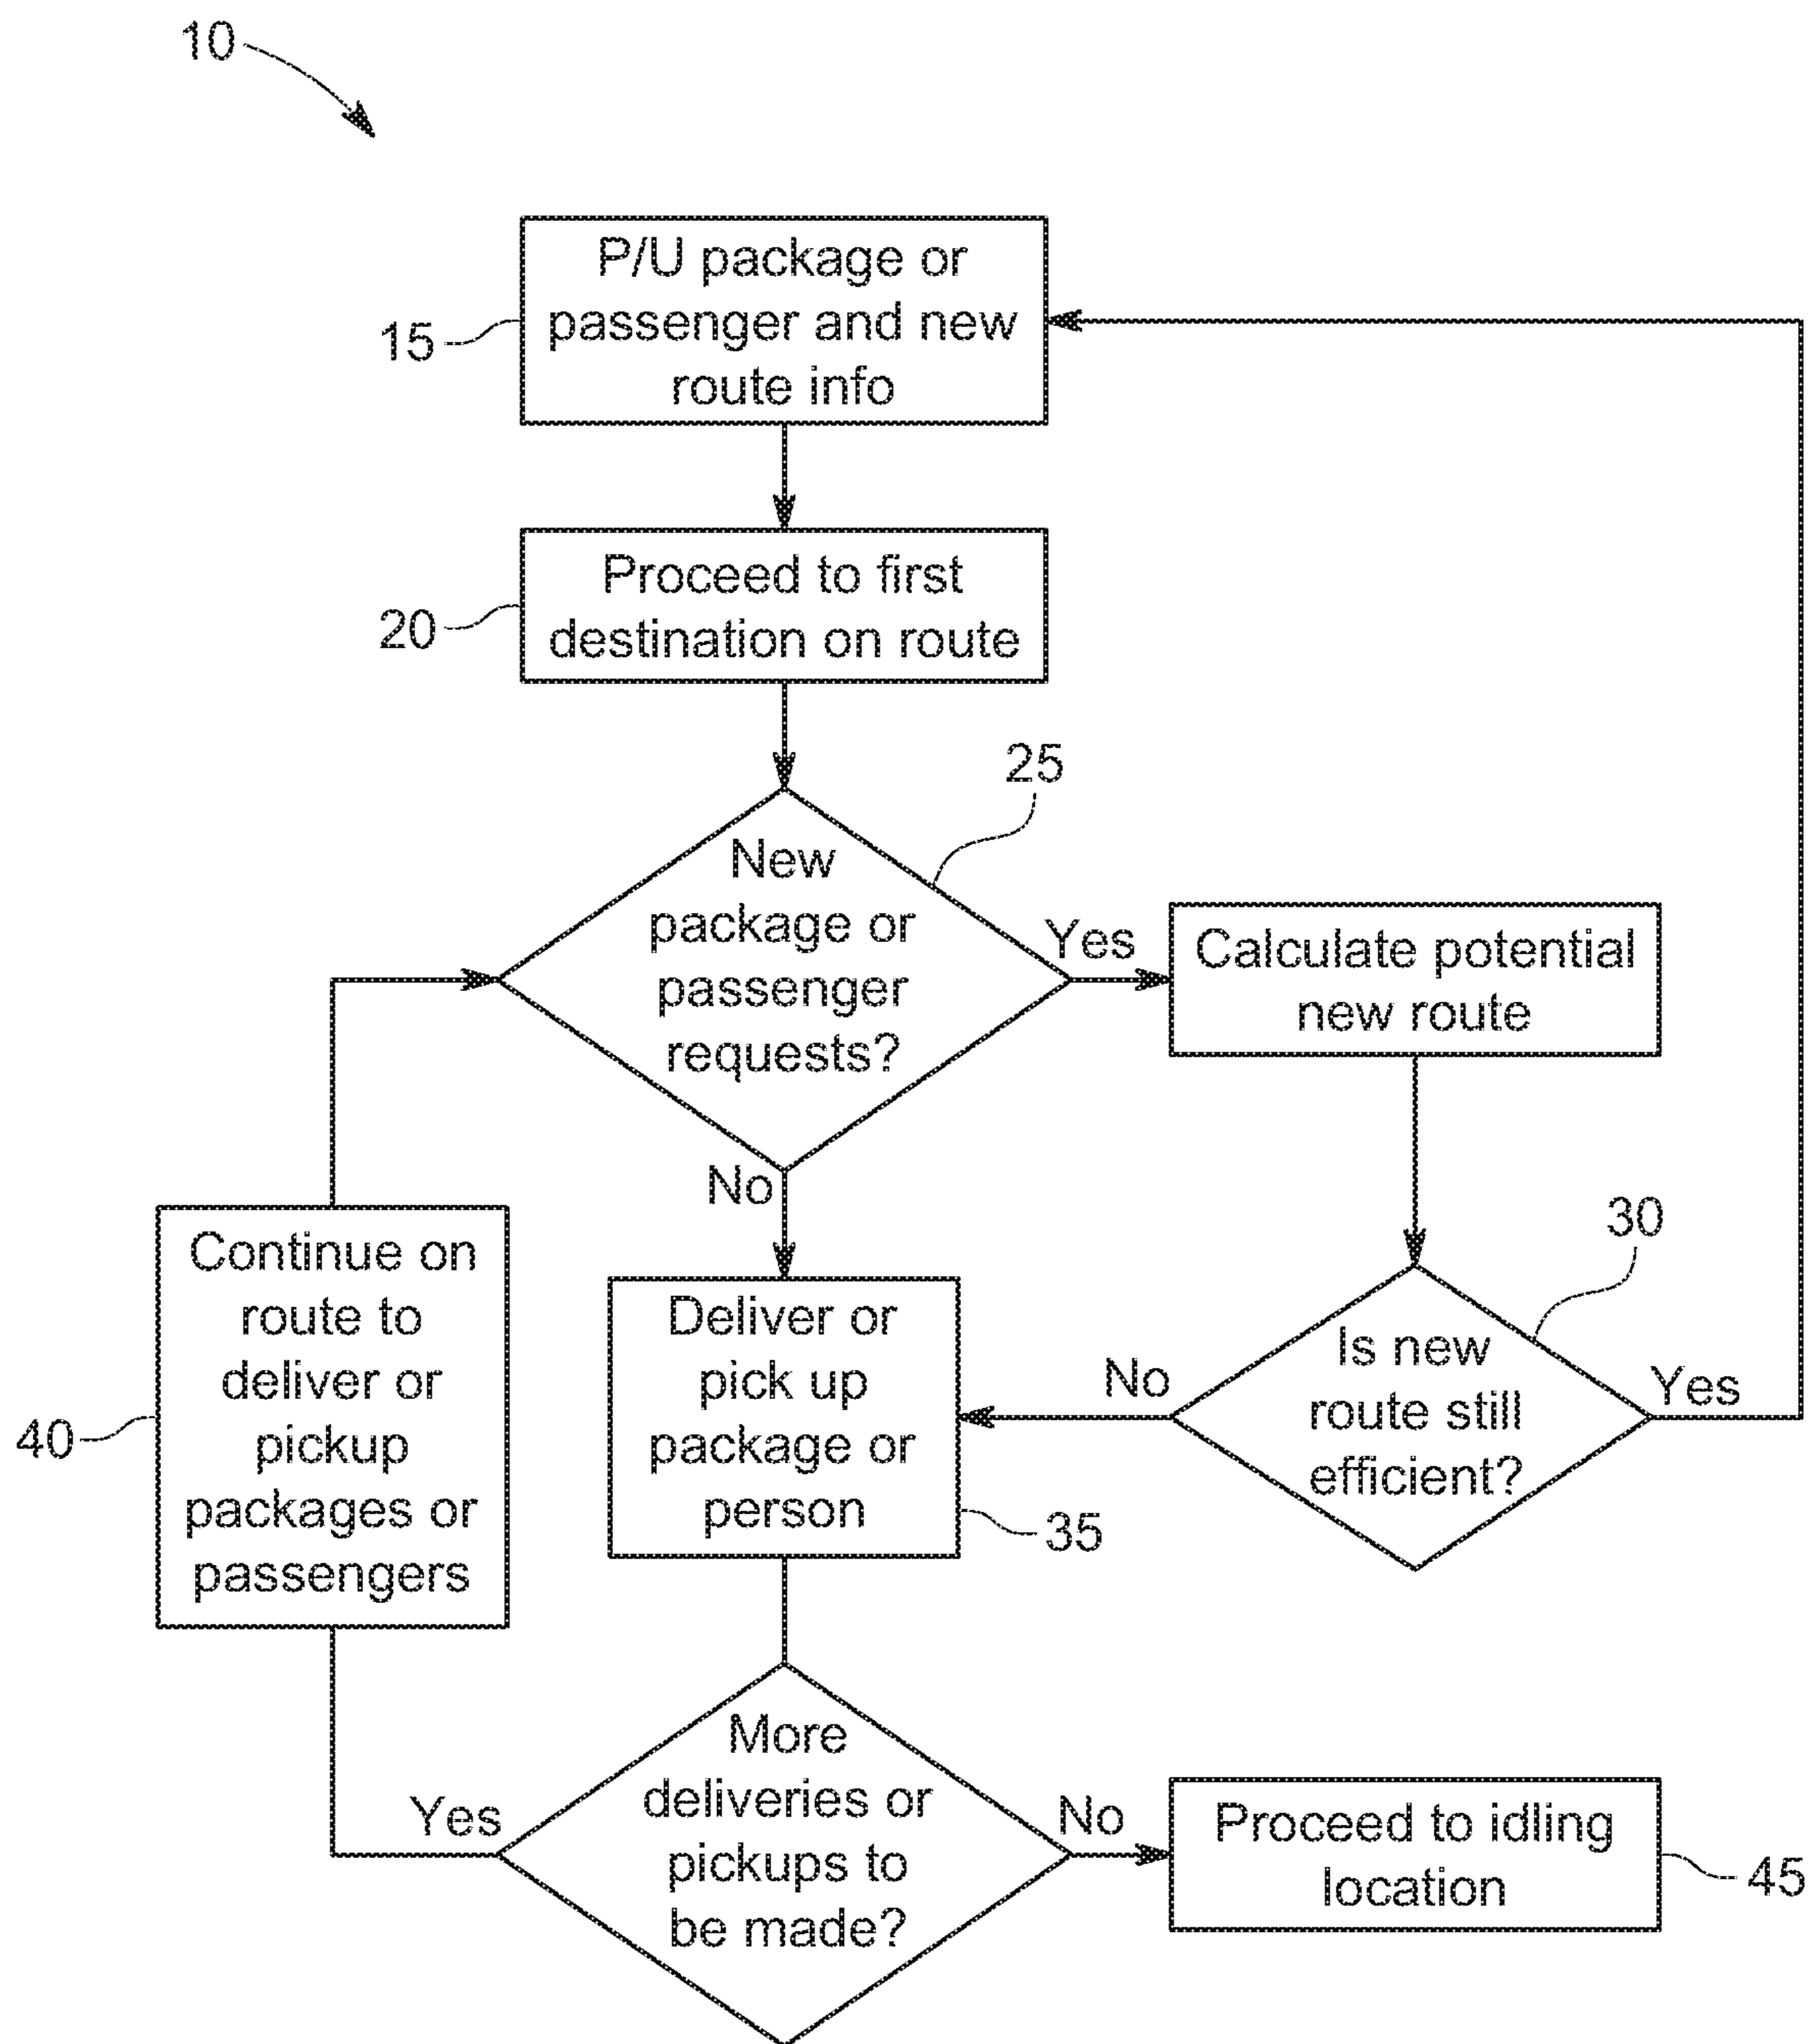 10
P/U package or
passenger and new
route info
15
Proceed to first
destination on route
20
25
New
package or
passenger
requests?
Yes
Calculate potential
new route
No
30
Continue on
route to
deliver or
pickup
packages or
passengers
40
Deliver or
pick up
package or
person
35
No
Is new
route still
efficient?
Yes
More
deliveries or
pickups to
be made?
Yes
No
Proceed to idling
location
45